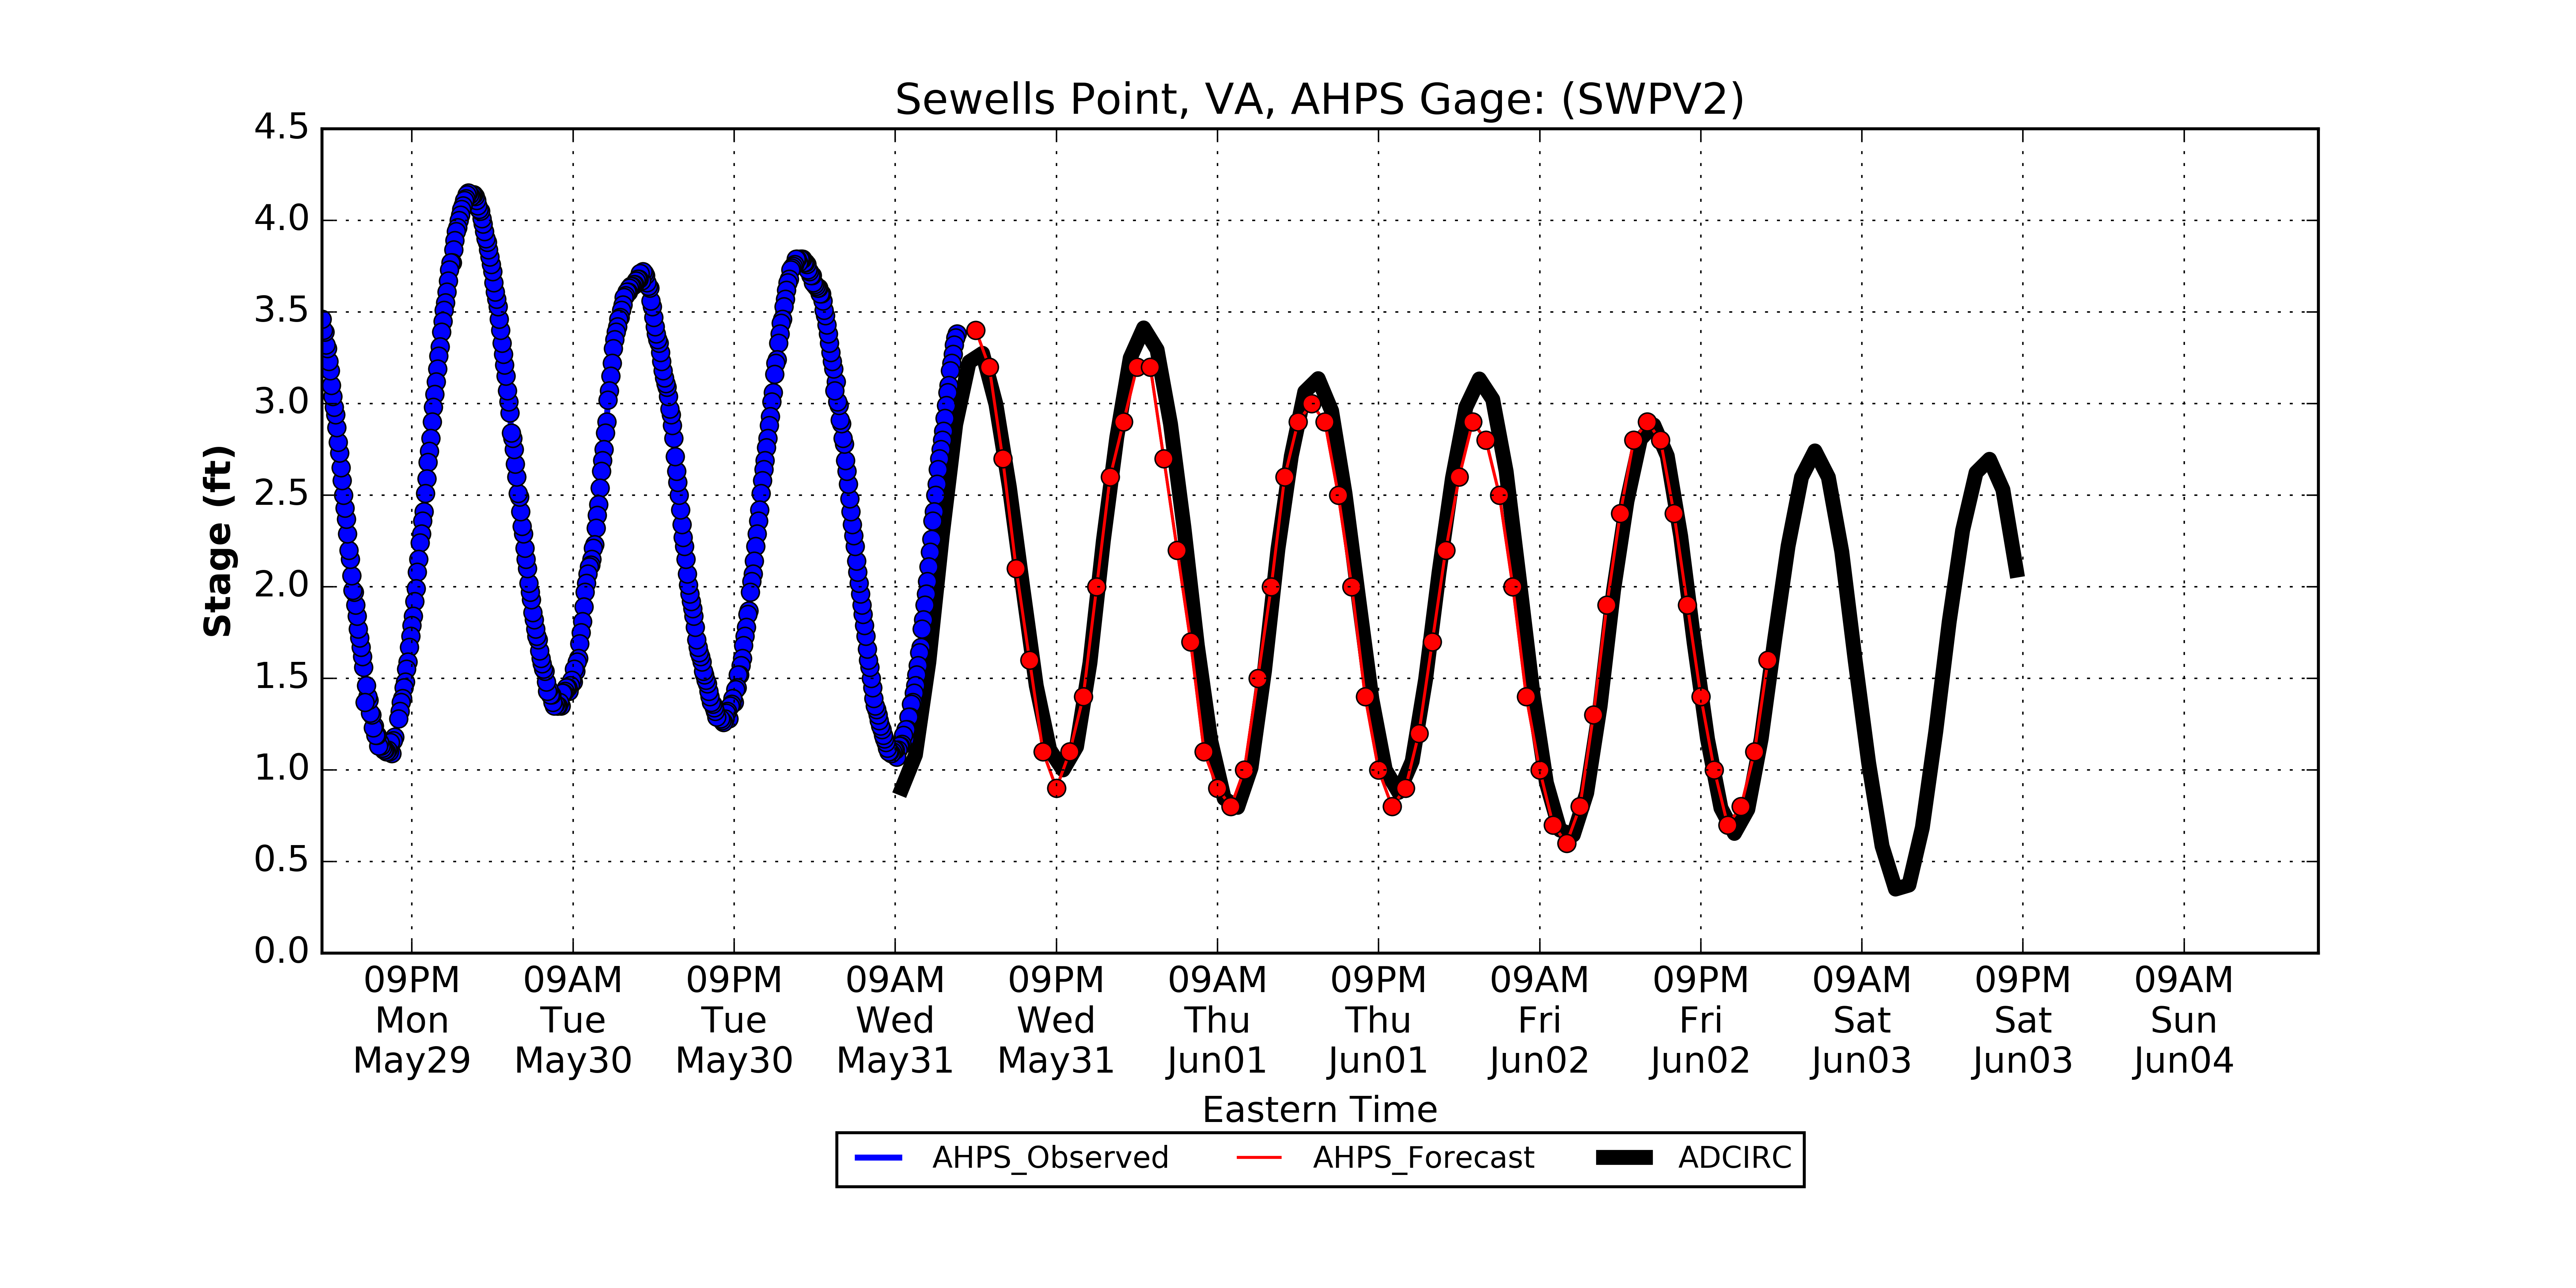 Sewells Point, VA, AHPS Gage: (SWPV2)
4.5
4.0
3.5
3.0
2.5
2.0
1.5
1.0
0.5
0.0
Stage (ft)
09PM 09AM 09PM 09AM 09PM 09AM 09PM 09AM 09PM 09AM 09PM 09AM
Mon Tue Tue Wed Wed Thu Thu Fri Fri Sat Sat Sun
May29 May30 May30 May31 May31 Jun01 Jun01 Jun02 Jun02 Jun03 Jun03 Jun04
Eastern Time
AHPS_Observed AHPS_Forecast ADCIRC